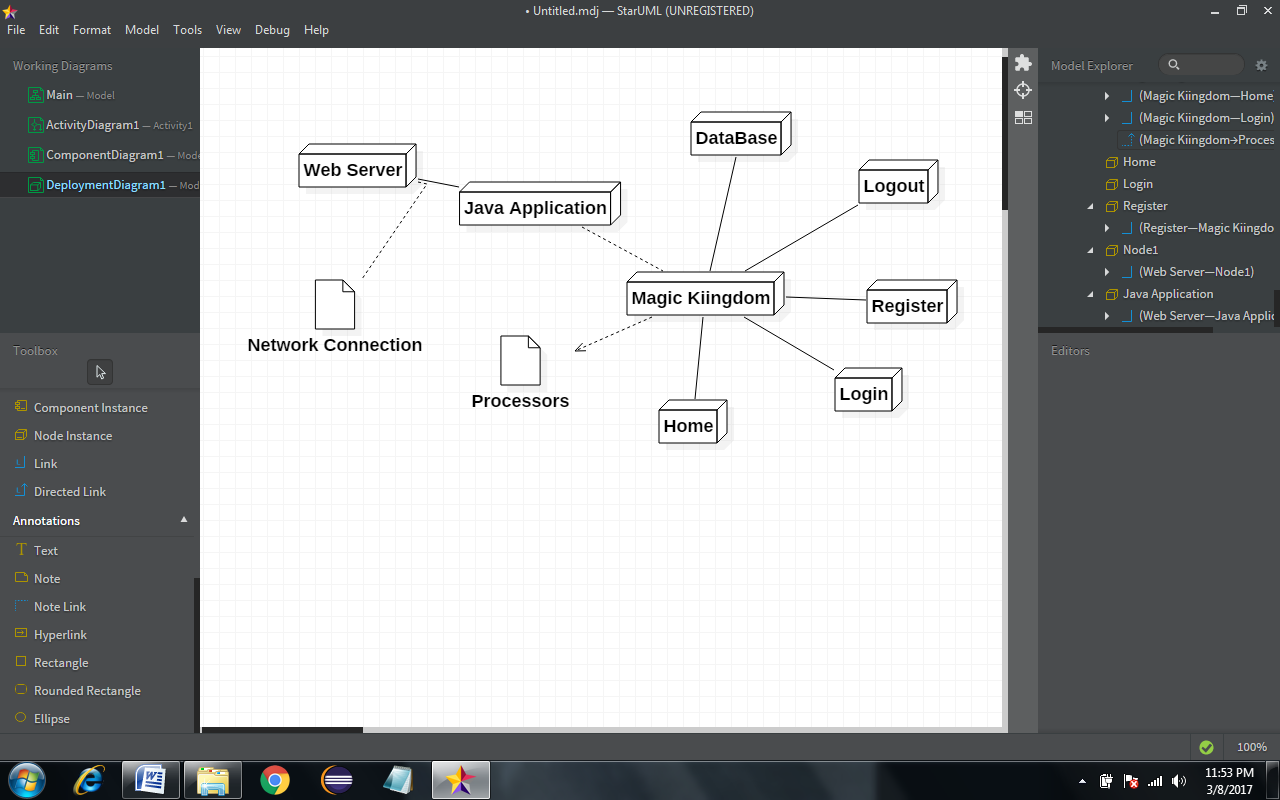 • Untitled.mdj — StarUML (UNREGISTERED)
File Edit Format Model Tools View Debug Help
Working Diagrams
Main — Model
ActivityDiagram1 — Activity1
ComponentDiagram1 — Mode
DeploymentDiagram1 — Mod
Toolbox
Component Instance
Node Instance
Link
Directed Link
Annotations
Text
Note
Note Link
Hyperlink
Rectangle
Rounded Rectangle
Ellipse
DataBase
Web Server
Logout
Java Application
Magic Kiingdom
Register
Network Connection
Login
Processors
Home
Model Explorer
(Magic Kiingdom—Home
(Magic Kiingdom—Login)
(Magic Kiingdom→Proces
Home
Login
Register
(Register—Magic Kiingdo
Node1
(Web Server—Node1)
Java Application
(Web Server—Java Applic
Editors
100%
11:53 PM
3/8/2017